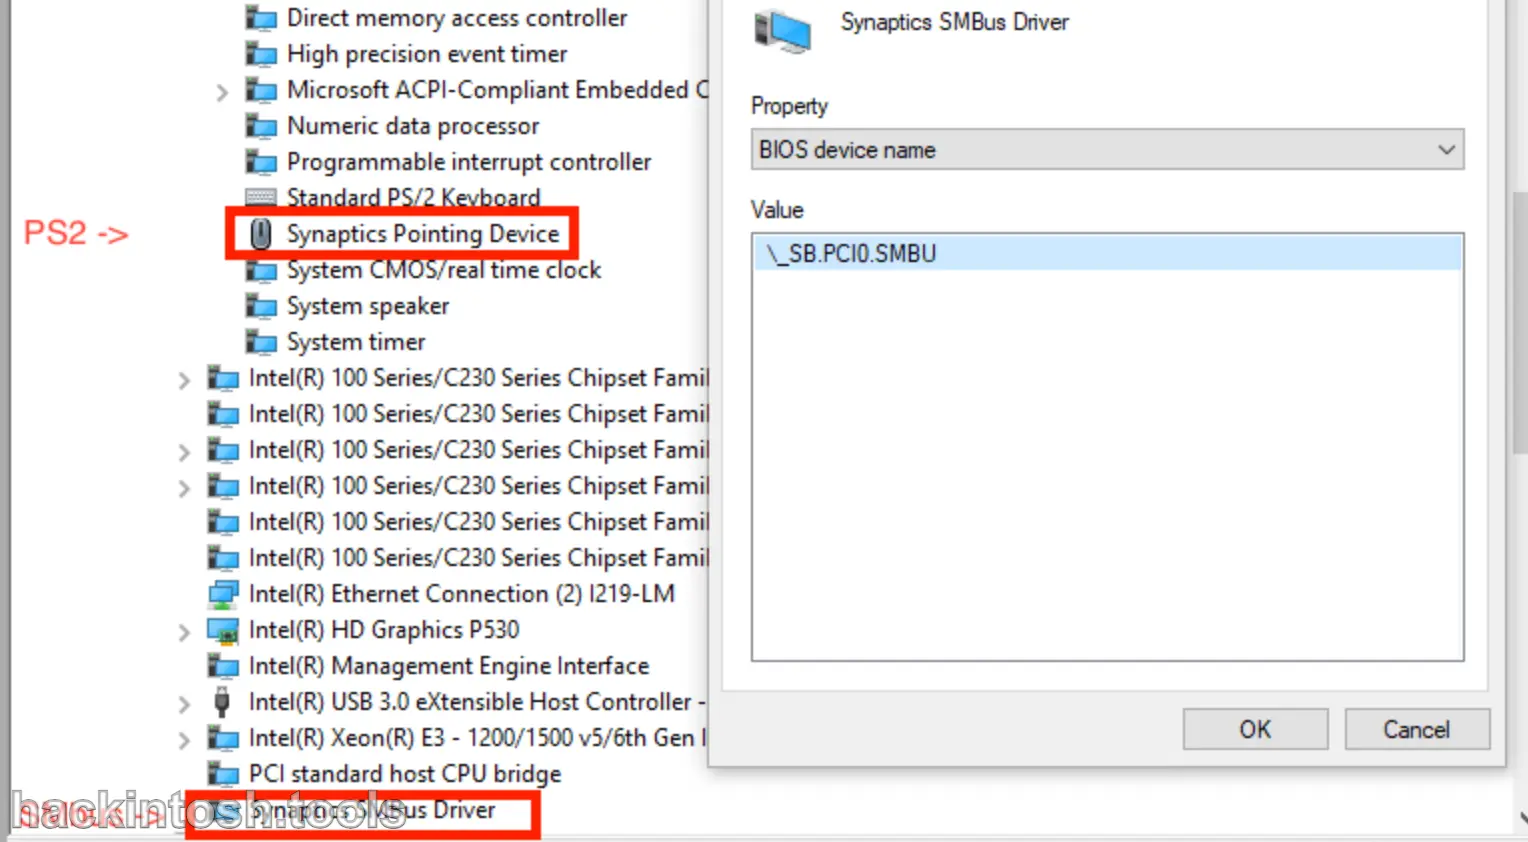 Direct memory access controller
High precision event timer
Microsoft ACPI-Compliant Embedded C
Numeric data processor
Programmable interrupt controller
Standard PS/2 Keyboard
PS2 ->
Synaptics Pointing Device
System CMOS/real time clock
System speaker
System timer
Intel(R) 100 Series/C230 Series Chipset Famil
Intel(R) 100 Series/C230 Series Chipset Famil
Intel(R) 100 Series/C230 Series Chipset Famil
Intel(R) 100 Series/C230 Series Chipset Famil
Intel(R) 100 Series/C230 Series Chipset Famil
Intel(R) 100 Series/C230 Series Chipset Famil
Intel(R) Ethernet Connection (2) I219-LM
Intel(R) HD Graphics P530
Intel(R) Management Engine Interface
Intel(R) USB 3.0 eXtensible Host Controller -
Intel(R) Xeon(R) E3 - 1200/1500 v5/6th Gen I
PCI standard host CPU bridge
SMbus ->
Synaptics SMBus Driver
hackintosh.tools
Synaptics SMBus Driver
Property
BIOS device name
Value
\_SB.PCI0.SMBU
OK
Cancel